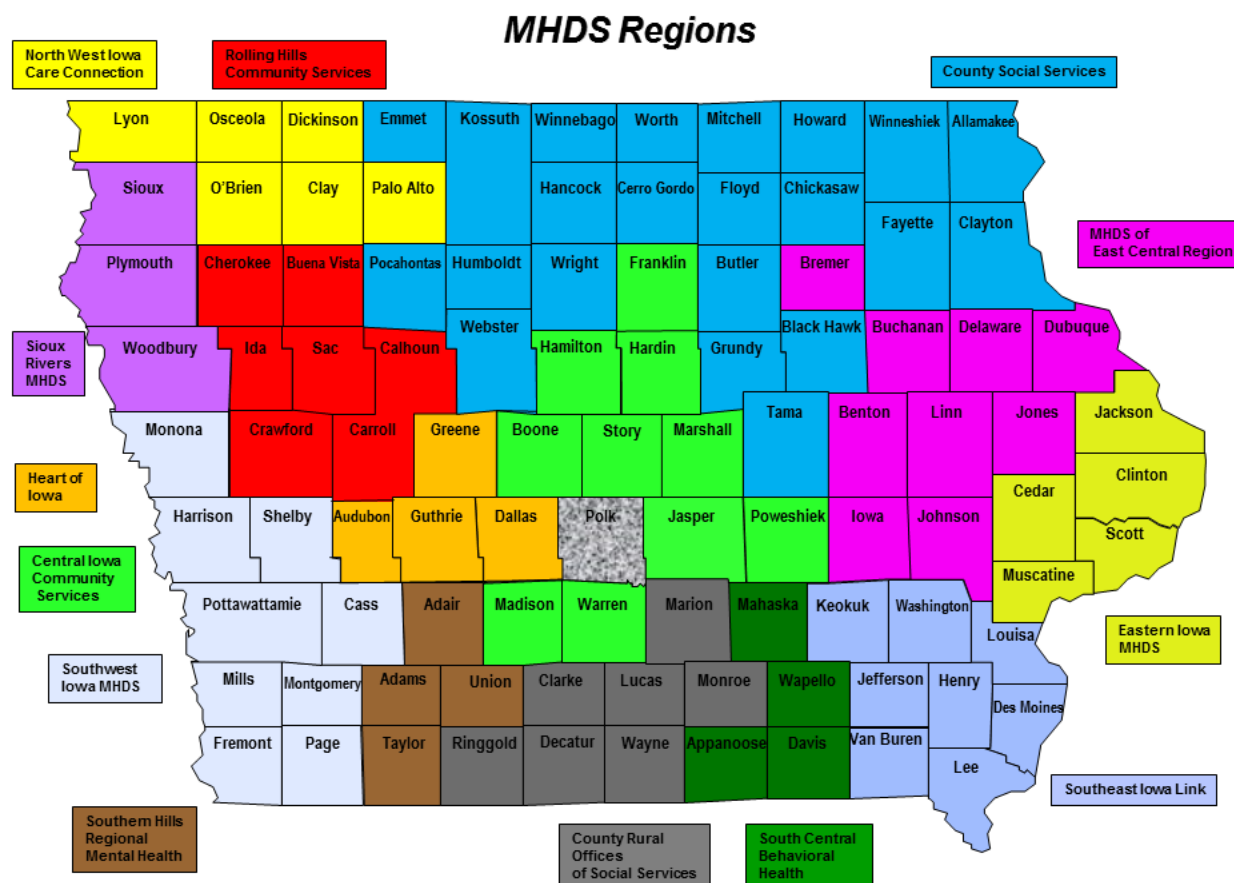 MHDS Regions
North West Iowa
Care Connection
Rolling Hills
Community Services
County Social Services
Lyon
Osceola
Dickinson
Emmet
Kossuth
Winnebago
Worth
Mitchell
Howard
Winneshiek
Allamakee
Sioux
O'Brien
Clay
Palo Alto
Hancock
Cerro Gordo
Floyd
Chickasaw
Fayette
Clayton
MHDS of
East Central Region
Plymouth
Cherokee
Buena Vista
Pocahontas
Humboldt
Wright
Franklin
Butler
Bremer
Sioux
Rivers
MHDS
Woodbury
Ida
Sac
Calhoun
Webster
Hamilton
Hardin
Grundy
Black Hawk
Buchanan
Delaware
Dubuque
Monona
Crawford
Carroll
Greene
Boone
Story
Marshall
Tama
Benton
Linn
Jones
Jackson
Heart of
Iowa
Harrison
Shelby
Audubon
Guthrie
Dallas
Polk
Jasper
Poweshiek
Iowa
Johnson
Cedar
Clinton
Scott
Muscatine
Central Iowa
Community
Services
Pottawattamie
Cass
Adair
Madison
Warren
Marion
Mahaska
Keokuk
Washington
Louisa
Eastern Iowa
MHDS
Southwest
Iowa MHDS
Mills
Montgomery
Adams
Union
Clarke
Lucas
Monroe
Wapello
Jefferson
Henry
Des Moines
Fremont
Page
Taylor
Ringgold
Decatur
Wayne
Appanoose
Davis
Van Buren
Lee
Southeast Iowa Link
Southern Hills
Regional
Mental Health
County Rural
Offices
of Social Services
South Central
Behavioral
Health